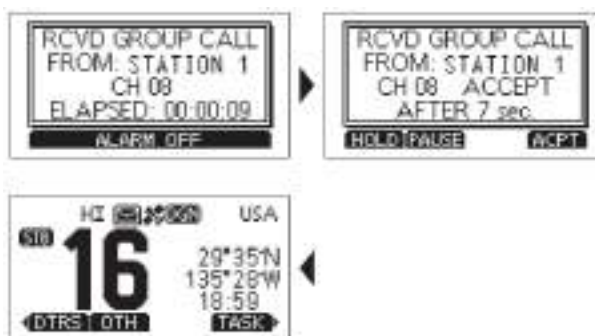 RCVD GROUP CALL
FROM: STATION 1
CH 08
ELAPSED: 00:00:09
ALARM OFF
RCVD GROUP CALL
FROM: STATION 1
CH 08 ACCEPT
AFTER 7 sec.
HOLD PAUSE ACPT
HI USA
STB
16
29°35'N
135°28'W
18:59
DTRS OTH TASK